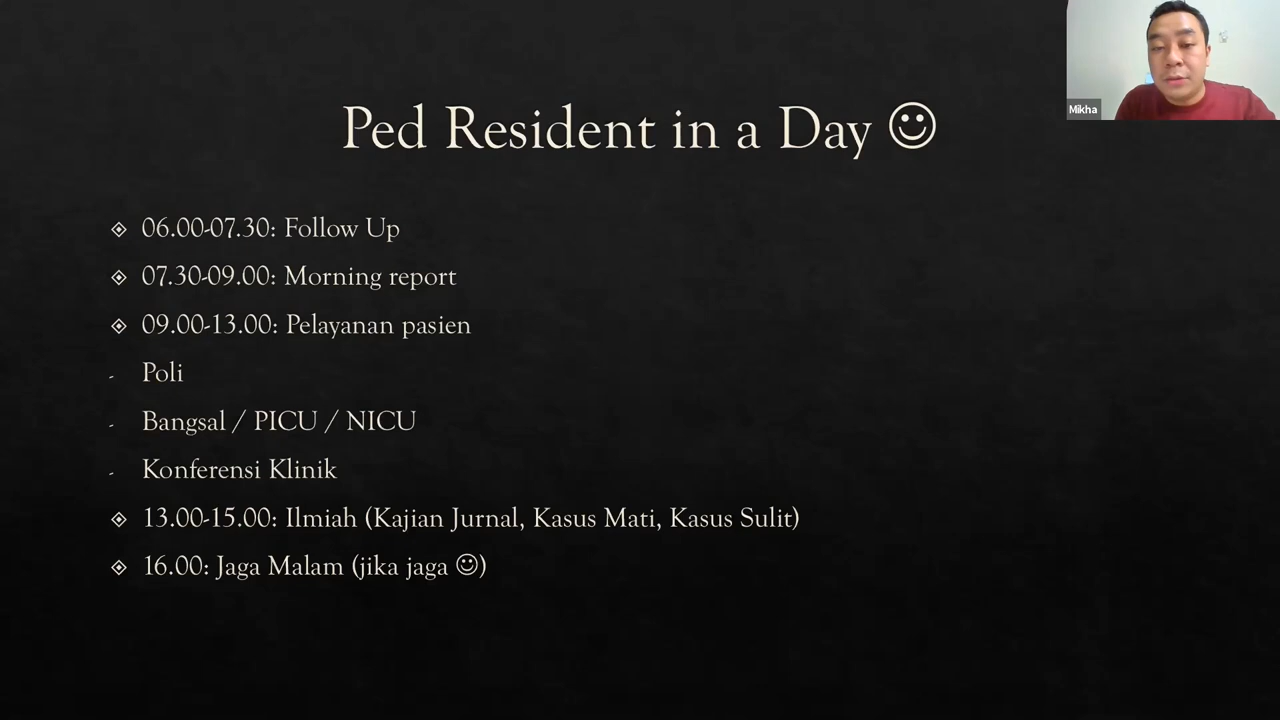 Ped Resident in a Day ☺
06.00-07.30: Follow Up
07.30-09.00: Morning report
09.00-13.00: Pelayanan pasien
- Poli
- Bangsal / PICU / NICU
- Konferensi Klinik
13.00-15.00: Ilmiah (Kajian Jurnal, Kasus Mati, Kasus Sulit)
16.00: Jaga Malam (jika jaga ☺)
Mikha